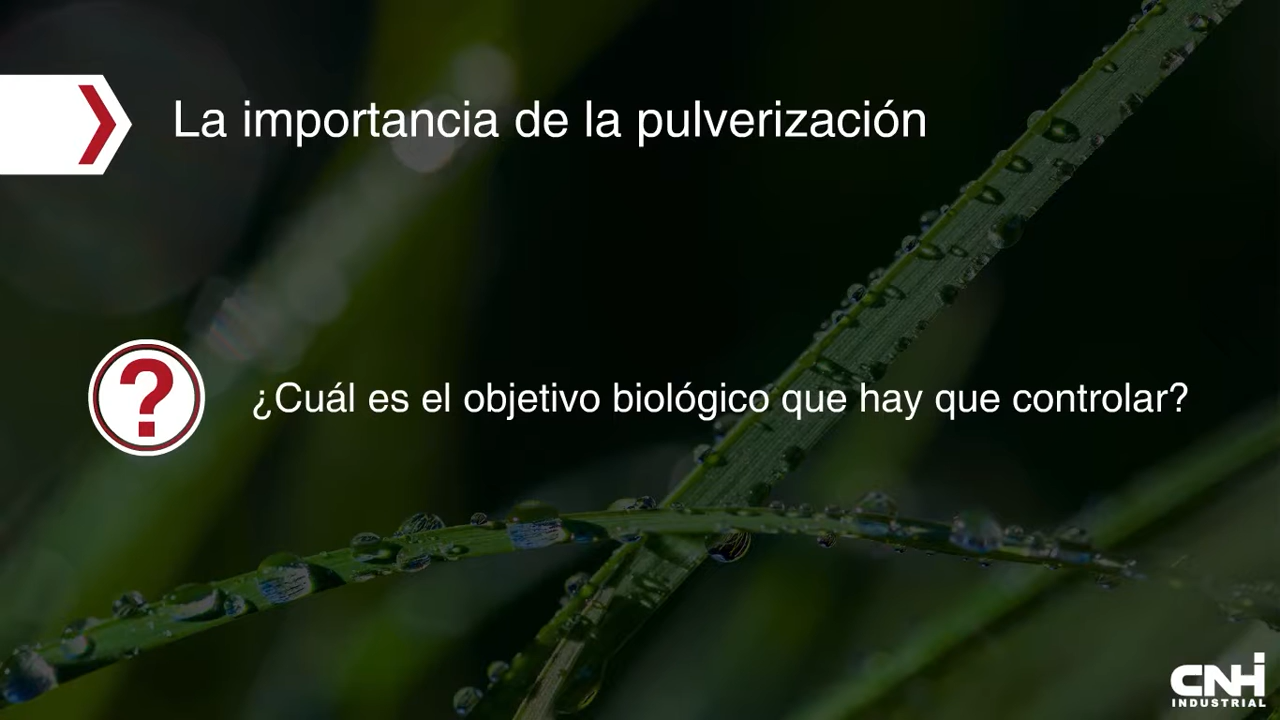 La importancia de la pulverización
?
¿Cuál es el objetivo biológico que hay que controlar?
CNH
INDUSTRIAL